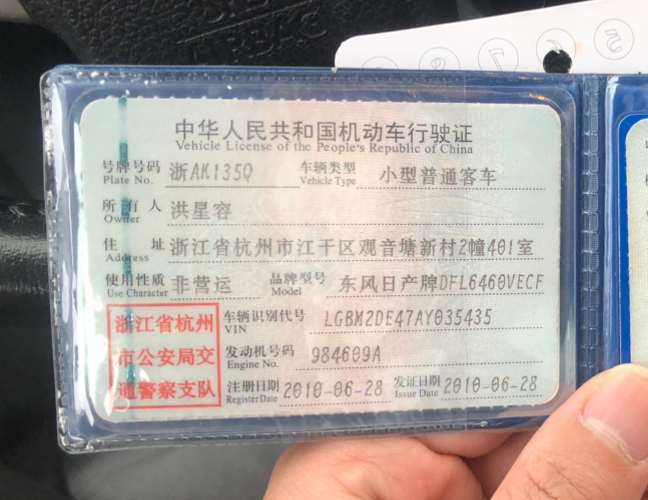 中华人民共和国机动车行驶证
Vehicle License of the People's Republic of China
号牌号码 浙AK135Q 车辆类型 小型普通客车
Plate No. Vehicle Type
所有人 洪星容
Owner
住址 浙江省杭州市江干区观音塘新村2幢401室
Address
使用性质 非营运 品牌型号 东风日产牌DFL6460VECF
Use Character Model
浙江省杭州
市公安局交
通警察支队
车辆识别代号 LGBM2DE47AY035435
VIN
发动机号码 984609A
Engine No.
注册日期 2010-06-28 发证日期 2010-06-28
Register Date Issue Date